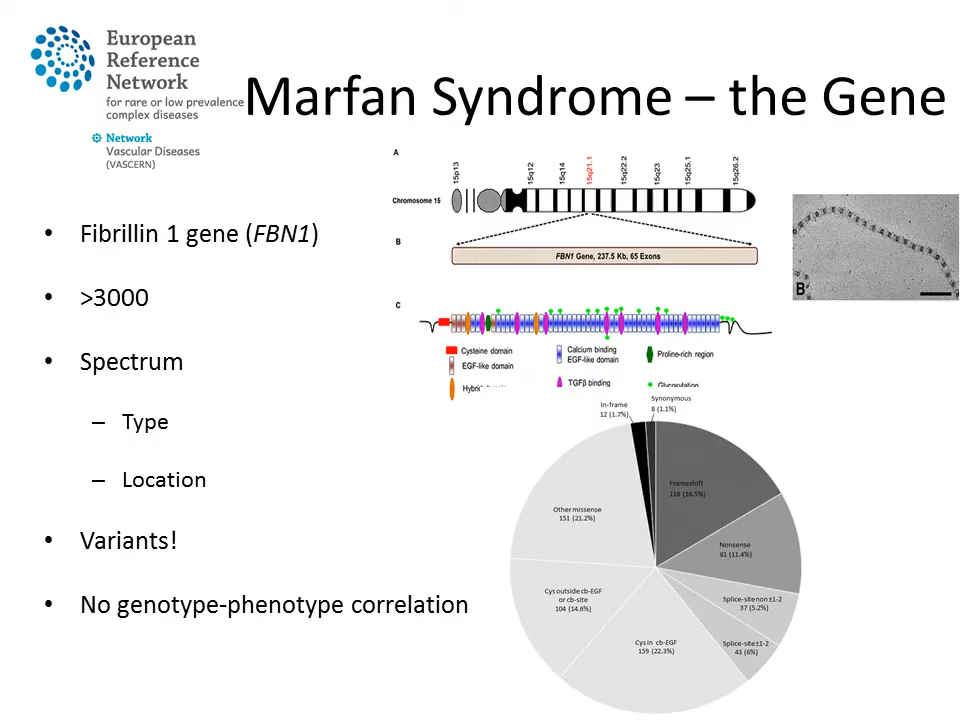 European
Reference
Network
for rare or low prevalence
complex diseases
Network
Vascular Diseases
(VASCERN)
Marfan Syndrome – the Gene
• Fibrillin 1 gene (FBN1)
• >3000
• Spectrum
– Type
– Location
• Variants!
• No genotype-phenotype correlation
A
15p13
15q12
15q14
15q21.1
15q22.2
15q23
15q25.1
15q26.2
Chromosome 15
B
FBN1 Gene, 237.5 Kb, 65 Exons
C
Cysteine domain
EGF-like domain
Calcium binding
EGF-like domain
TGFβ binding
Proline-rich region
Glycosylation
B
In-frame
12 (1.7%)
Synonymous
8 (1.1%)
Frameshift
118 (16.5%)
Nonsense
81 (11.4%)
Splice-site non ±1-2
37 (5.2%)
Splice-site ±1-2
43 (6%)
Cys in cb-EGF
159 (22.3%)
Cys outside cb-EGF
or cb-site
104 (14.6%)
Other missense
151 (21.2%)